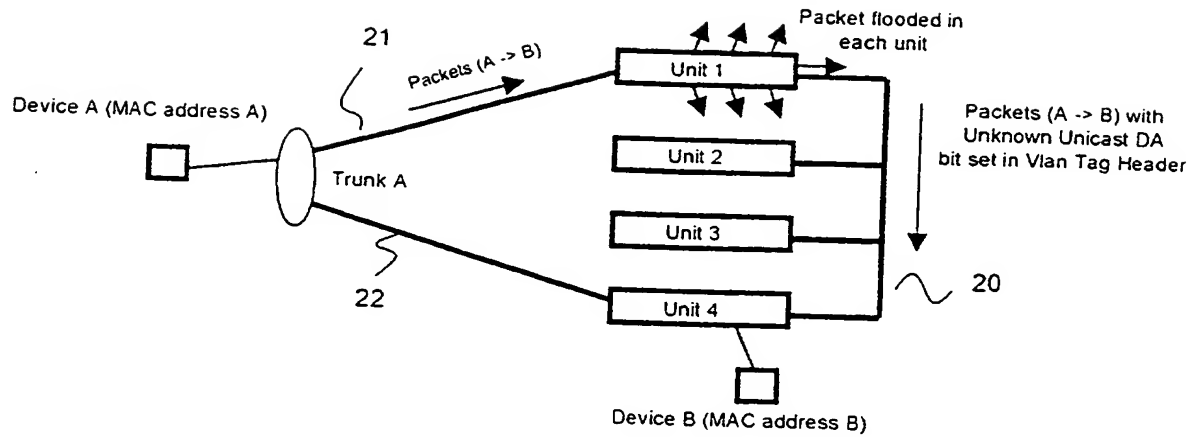 21
Packets (A -> B)
Packet flooded in
each unit
Unit 1
Device A (MAC address A)
Packets (A -> B) with
Unknown Unicast DA
bit set in Vlan Tag Header
Unit 2
Trunk A
Unit 3
22
20
Unit 4
Device B (MAC address B)